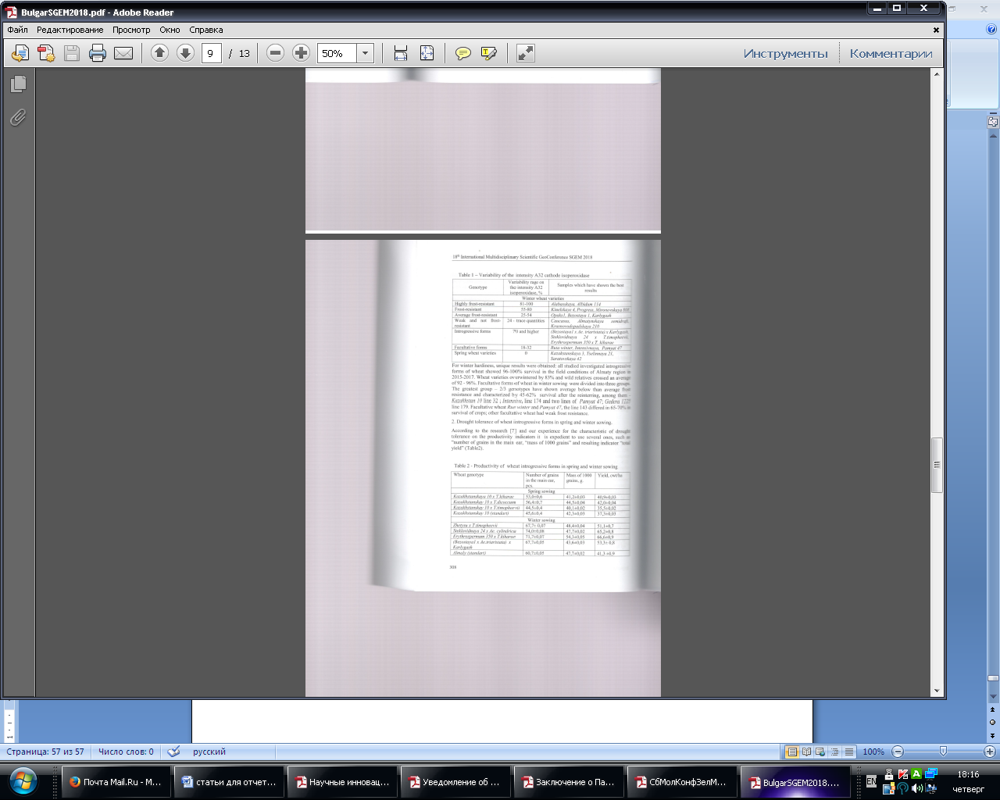 BulgarSGEM2018.pdf - Adobe Reader
Файл Редактирование Просмотр Окно Справка
9 / 13 50% Инструменты Комментарии
18th International Multidisciplinary Scientific GeoConference SGEM 2018
Table 1 – Variability of the intensity A32 cathode isoperoxidase
Genotype Variability rage on the intensity A32 isoperoxidase, % Samples which have shown the best results
Winter wheat varieties
Highly frost-resistant 81-100 Alabasskaya, Albidum 114
Frost-resistant 55-80
Average frost-resistant 25-54 Opaks1, Bezostaya 1, Karlygash
Weak and not frost-resistant 24 - trace quantities Caucasus, Almatynskaya semidraft, Krasnovodopadskaya 210
Introgressive forms 70 and higher (Bezostaya1 x Ae. triaristata) x Karlygash, Steklovidnaya 24 x T.timopheevi, Erythrospermum 350 x T. kiharae
Facultative forms 18-32 Rusa winter, Intensivnaya, Pamyat 47
Spring wheat varieties 0 Kazakstanskaya 3, Tselinnaya 21, Saratovskaya 42
For winter hardiness, unique results were obtained: all studied investigated introgressive
forms of wheat showed 96-100% survival in the field conditions of Almaty region in
2015-2017. Wheat varieties overwintered by 83% and wild relatives crossed an average
of 92 - 96%. Facultative forms of wheat in winter sowing were divided into three groups.
The greatest group – 2/3 genotypes have shown average below than average frost
resistance and characterized by 45-62% survival after the reintering, among them –
Kazakhstan 10 line 32 ; Intensive, line 174 and two lines of Pamyat 47; Gedera
line 179. Facultative wheat Rusr winter and Pamyat 47, the line 143 differed in 65-70% in
survival of crops; other facultative wheat had weak frost resistance.
2. Drought tolerance of wheat introgressive forms in spring and winter sowing.
According to the research [7] and our experience for the characteristic of drought
tolerance on the productivity indicators it is expedient to use several ones, such as
"number of grains in the main ear, "mass of 1000 grains" and resulting indicator "total
yield" (Table2).
Table 2 - Productivity of wheat introgressive forms in spring and winter sowing
Wheat genotype Number of grains in the main ear, pcs. Mass of 1000 grains, g. Yield, cwt/ha
Spring sowing
Kazakhstanskaya 10 x T.kiharae 53,0±0,6 41,2±0,03 40,9±0,03
Kazakhstanskay 10 x T.dicoccum 56,4±0,7 44,5±0,04 42,0±0,04
Kazakhstanskay 10 x T.timopheevi 44,5±0,4 40,1±0,02 35,5±0,02
Kazakhstanskay 10 (standart) 45,6±0,4 42,3±0,03 37,3±0,03
Winter sowing
Zhetysu x T.timopheevii 67,7± 0,07 48,4±0,04 51,1±0,7
Steklovidnaya 24 x Ae. cylindrica 74,0±0,08 47,7±0,02 65,2±0,8
Erythrospermum 350 x T.kiharae 71,7±0,07 54,3±0,05 66,6±0,9
(Bezostaya1 x Ae.triaristata) x Karlygash 67,7±0,05 43,6±0,03 53,3± 0,8
Almaly (standart) 60,7±0,05 47,7±0,02 41,3 ±0,9
308
Страница: 57 из 57 Число слов: 0 русский 100%
Почта Mail.Ru - M... статьи для отчет... Научные инновац... Уведомление об ... Заключение о Па... СбМолКонфЗелМ... BulgarSGEM2018.... EN 18:16
четверг